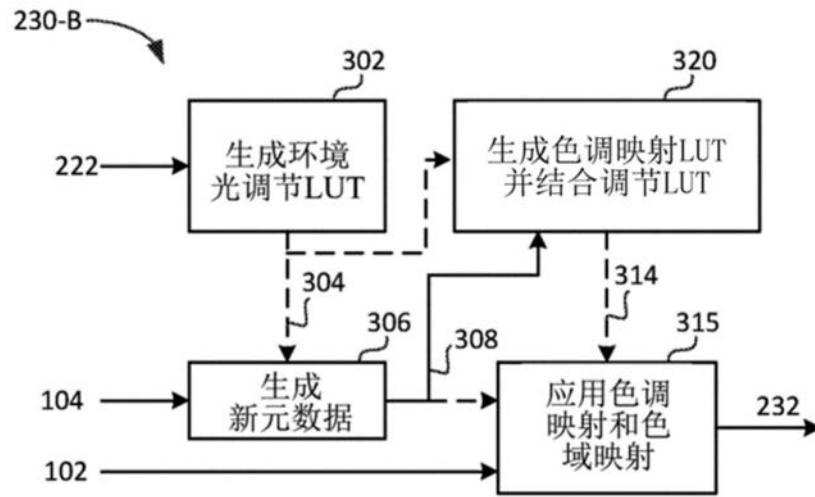 230-B
302
320
222
生成环境
光调节LUT
生成色调映射LUT
并结合调节LUT
304
306
308
314
315
104
生成
新元数据
应用色调
映射和色
域映射
232
102